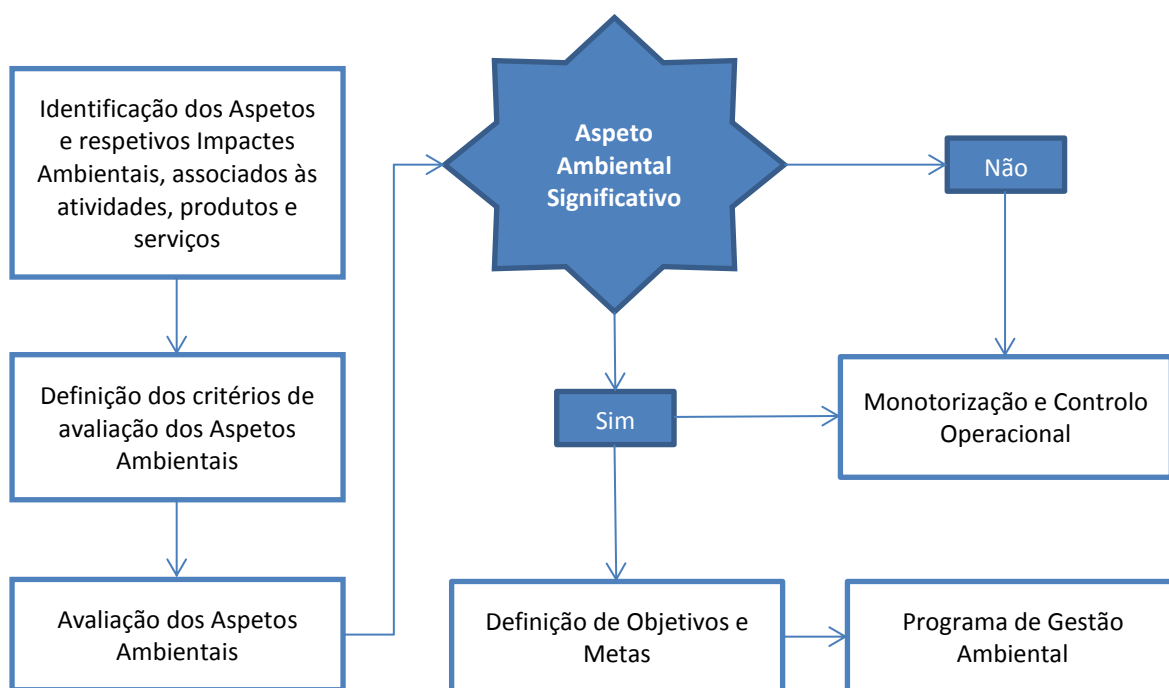 Identificação dos Aspetos
e respetivos Impactes
Ambientais, associados às
atividades, produtos e
serviços
Definição dos critérios de
avaliação dos Aspetos
Ambientais
Avaliação dos Aspetos
Ambientais
Aspeto
Ambiental
Significativo
Não
Sim
Monotorização e Controlo
Operacional
Definição de Objetivos e
Metas
Programa de Gestão
Ambiental